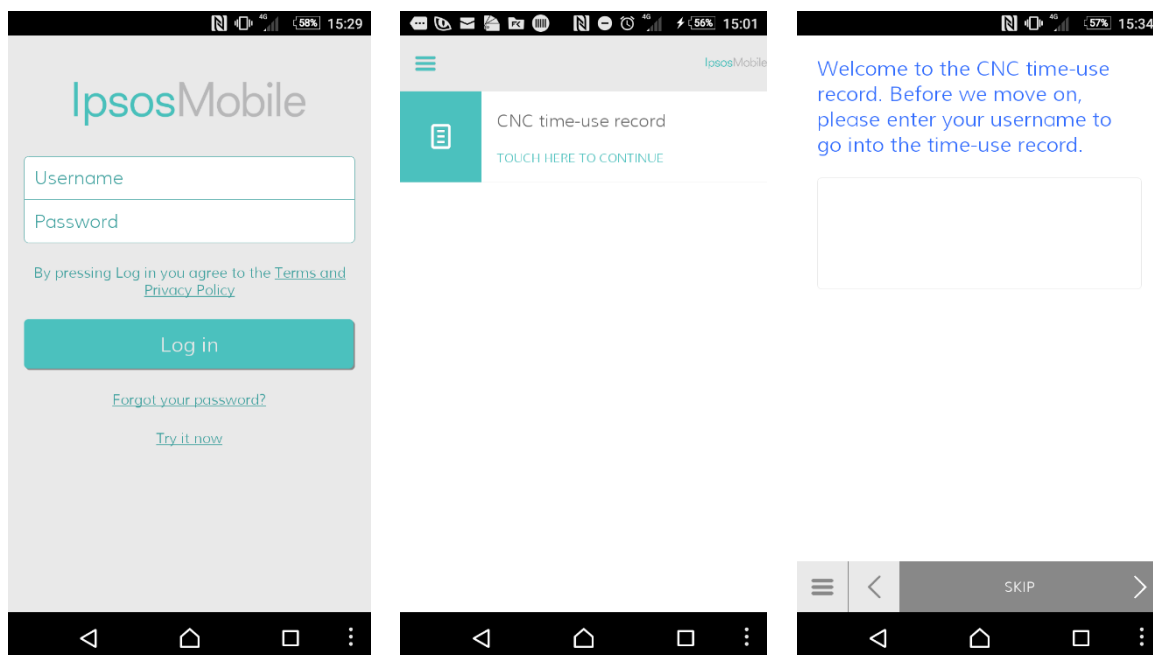 4G 58% 15:29
IpsosMobile
Username
Password
By pressing Log in you agree to the Terms and
Privacy Policy
Log in
Forgot your password?
Try it now
4G 56% 15:01
IpsosMobile
CNC time-use record
TOUCH HERE TO CONTINUE
4G 57% 15:34
Welcome to the CNC time-use
record. Before we move on,
please enter your username to
go into the time-use record.
SKIP